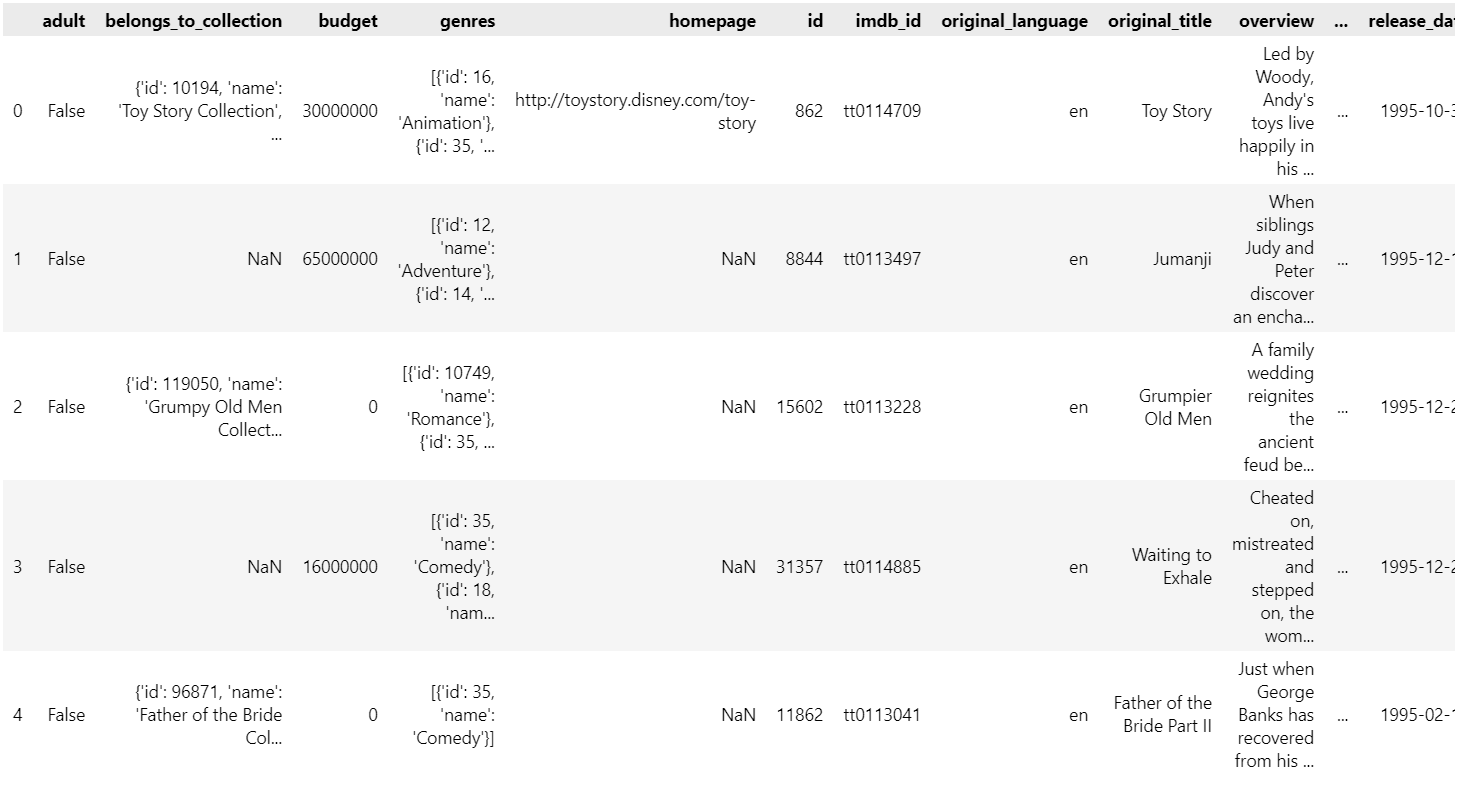 adult belongs_to_collection budget genres homepage id imdb_id original_language original_title overview ... release_da
0 False {'id': 10194, 'name': 'Toy Story Collection', ... 30000000 [{'id': 16, 'name': 'Animation'}, {'id': 35, '... http://toystory.disney.com/toy-story 862 tt0114709 en Toy Story Led by Woody, Andy's toys live happily in his ... ... 1995-10-3
1 False NaN 65000000 [{'id': 12, 'name': 'Adventure'}, {'id': 14, '... NaN 8844 tt0113497 en Jumanji When siblings Judy and Peter discover an encha... ... 1995-12-1
2 False {'id': 119050, 'name': 'Grumpy Old Men Collect... 0 [{'id': 10749, 'name': 'Romance'}, {'id': 35, ... NaN 15602 tt0113228 en Grumpier Old Men A family wedding reignites the ancient feud be... ... 1995-12-2
3 False NaN 16000000 [{'id': 35, 'name': 'Comedy'}, {'id': 18, 'nam... NaN 31357 tt0114885 en Waiting to Exhale Cheated on, mistreated and stepped on, the wom... ... 1995-12-2
4 False {'id': 96871, 'name': 'Father of the Bride Col... 0 [{'id': 35, 'name': 'Comedy'}] NaN 11862 tt0113041 en Father of the Bride Part II Just when George Banks has recovered from his ... ... 1995-02-1